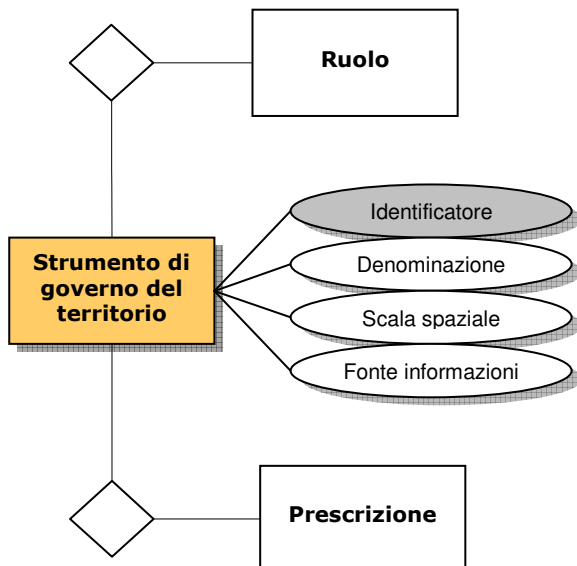 Ruolo
Identificatore
Strumento di
governo del
territorio
Denominazione
Scala spaziale
Fonte informazioni
Prescrizione